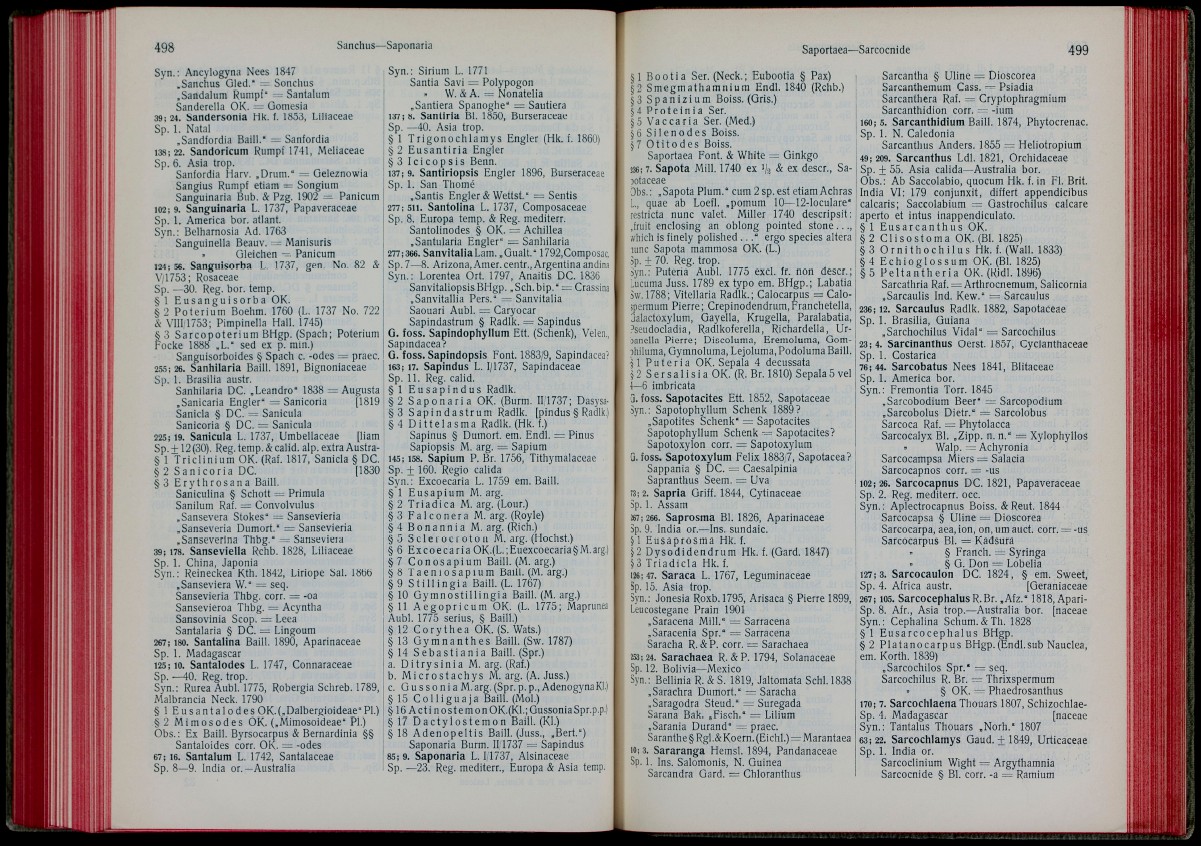 498
Sanchus—Saponaria
Syn.: Ancylogyna Nees 1847
„Sanchus Gled.“ = Sonchus
„Sandalum Rumpf“ = Santalum
Sanderella OK. = Gomesia
39; 24. Sandersonia Hk. f. 1853, Liliaceae
Sp. 1. Natal
„Sandfordia Baill.“ = Sanfordia
138; 22. Sandoricum Rumpf 1741, Meliaceae
Sp. 6. Asia trop.
Sanfordia Harv. „Drum.“ = Geleznowia
Sangius Rumpf etiam = Songium
Sanguinaria Bub. & Pzg. 1902 = Panicum
102; 9. Sanguinaria L. 1737, Papaveraceae
Sp. 1. America bor. atlant.
Syn.: Belharnosia Ad. 1763
Sanguinella Beauv. = Manisuris
„ Gleichen = Panicum
124; 56. Sanguisorba L. 1737, gen. No. 82 &
V/1753; Rosaceae
Sp. —30. Reg. bor. temp.
§ 1 Eusanguisorba OK.
§ 2 Poterium Boehm. 1760 (L. 1737 No. 722
& VIII/1753; Pimpinella Hall. 1745)
§ 3 Sarcopoterium BHgp. (Spach; Poterium
Focke 1888 „L.“ sed ex p. min.)
Sanguisorboides § Spach c. -odes = praec.
255; 26. Sanhilaria Baill. 1891, Bignoniaceae
Sp. 1. Brasilia austr.
Sanhilaria DC. „Leandro“ 1838 = Augusta
„Sanicaria Engler“ = Sanicoria [1819
Sanicla § DC. = Sanicula
Sanicoria § DC. = Sanicula
225; 19. Sanicula L. 1737, Umbellaceae [liam
Sp. ± 12(30). Reg. temp. & calid. alp. extra Austra-
§ 1 Triclinium OK. (Raf. 1817, Sanicla § DC.
§ 2 Sanicoria DC. [1830
§ 3 Erythrosana Baill.
Saniculina § Schott = Primula
Sanilum Raf. = Convolvulus
„Sansevera Stokes“ = Sansevieria
„Sanseveria Dumort.“ = Sansevieria
„Sanseverina Thbg.“ = Sanseviera
39; 178. Sanseviella Rchb. 1828, Liliaceae
Sp. 1. China, Japonia
Syn.: Reineckea Kth. 1842, Liriope Sal. 1866
„Sanseviera W.“ = seq.
Sansevieria Thbg. corr. = -oa
Sansevieroa Thbg. = Acyntha
Sansovinia Scop. = Leea
Santalaria § DC. = Lingoum
267; 180. Santalina Baill. 1890, Aparinaceae
Sp. 1. Madagascar
125; 10. Santalodes L. 1747, Connaraceae
Sp. —40. Reg. trop.
Syn.: Rurea Aubl. 1775, Robergia Schreb. 1789,
Malbrancia Neck. 1790
§ 1 Eusantalodes OK. („Dalbergioideae“ Pl.)
§ 2 Mimosodes OK. („Mimosoideae“ Pl.)
Obs.: Ex Baill. Byrsocarpus & Bernardinia §§
Santaloides corr. OK. = -odes
67; 16. Santalum L. 1742, Santalaceae
Sp. 8—9. India or.—Australia
Syn.: Sirium L. 1771
Santia Savi = Polypogon
„ W. & A. = Nonatelia
„Santiera Spanoghe“ = Sautiera
137; 8. Santiria Bl. 1850, Burseraceae
Sp. —40. Asia trop.
§ 1 Trigonochlamys Engler (Hk. f. 1860)
§ 2 Eusantiria Engler
§ 3 Icicopsis Benn.
137; 9. Santiriopsis Engler 1896, Burseraceae
Sp. 1. San Thomé
„Santis Engler & Wettst.“ = Sentis
277; 511. Santolina L. 1737, Composaceae
Sp. 8. Europa temp. & Reg. mediterr.
Santolinodes § OK. = Achillea
„Santularia Engler“ = Sanhilaria
277; 366. Sanvitalia Lam. „Gualt.“ 1792, Composac.
Sp. 7—8. Arizona, Amer. centr., Argentina andina
Syn.: Lorentea Ort. 1797, Anaitis DC. 1836
Sanvitaliopsis BHgp. „Sch.bip.“ = Crassina
„Sanvitallia Pers.“ = Sanvitalia
Saouari Aubl. = Caryocar
Sapindastrum § Radlk. = Sapindus
G. foss. Sapindophyllum Ett. (Schenk), Velen.,
Sapindacea?
G. foss. Sapindopsis Font. 1883/9, Sapindacea?
163; 17. Sapindus L. I/1737, Sapindaceae
Sp. 11. Reg. calid.
§ 1 Eusapindus Radlk.
§ 2 Saponaria OK. (Burm. II/1737; Dasysa-
§ 3 Sapindastrum Radlk. [pindus § Radlk.)
§ 4 Dittelasma Radlk. (Hk. f.)
Sapinus § Dumort. em. Endl. = Pinus
Sapiopsis M. arg. = Sapium
145; 158. Sapium P. Br. 1756, Tithymalaceae
Sp. ± 160. Regio calida
Syn.: Excoecaria L. 1759 em. Baill.
§ 1 Eusapium M. arg.
§ 2 Triadica M. arg. (Lour.)
§ 3 Falconera M. arg. (Royle)
§ 4 Bonannia M. arg. (Rich.)
§ 5 Sclerocroton M. arg. (Hochst.)
§ 6 Excoecaria OK. (L.; Euexcoecaria § M. arg.)
§ 7 Conosapium Baill. (M. arg.)
§ 8 Taeniosapium Baill. (M. arg.)
§ 9 Stillingia Baill. (L. 1767)
§ 10 Gymnostillingia Baill. (M. arg.)
§ 11 Aegopricum OK. (L. 1775; Maprunea
Aubl. 1775 serius, § Baill.)
§ 12 Corythea OK. (S. Wats.)
§ 13 Gymnanthes Baill. (Sw. 1787)
§ 14 Sebastiania Baill. (Spr.)
a. Ditrysinia M. arg. (Raf.)
b. Microstachys M. arg. (A. Juss.)
c. Gussonia M. arg. (Spr. p. p., Adenogyna Kl.)
§ 15 Colliguaja Baill. (Mol.)
§ 16 Actinostemon OK. (Kl.; Gussonia Spr. p.p.)
§ 17 Dactylostemon Baill. (Kl.)
§ 18 Adenopeltis Baill. (Juss., „Bert.“)
Saponaria Burm. II/1737 = Sapindus
85; 9. Saponaria L. I/1737, Alsinaceae
Sp. —23. Reg. mediterr., Europa & Asia temp.
Saportaea—Sarcocnide
499
§ 1 Bootia Ser. (Neck.; Eubootia § Pax)
§ 2 Smegmathamnium Endl. 1840 (Rchb.)
§ 3 Spanizium Boiss. (Gris.)
§ 4 Proteinia Ser.
§ 5 Vaccaria Ser. (Med.)
§ 6 Silenodes Boiss.
§ 7 Otitodes Boiss.
Saportaea Font. & White = Ginkgo
236; 7. Sapota Mill. 1740 ex 1/3 & ex descr., Sa-
potaceae
Obs.: „Sapota Plum.“ cum 2 sp. est etiam Achras
L., quae ab Loefl. „pomum 10—12-loculare“
restricta nunc valet. Miller 1740 descripsit:
„fruit enclosing an oblong pointed stone . . .,
which is finely polished . . .“ ergo species altera
nunc Sapota mammosa OK. (L.)
Sp. ± 70. Reg. trop.
Syn.: Puteria Aubl. 1775 excl. fr. non descr.;
Lucuma Juss. 1789 ex typo em. BHgp.; Labatia
Sw. 1788; Vitellaria Radlk.; Calocarpus = Calo-
spermum Pierre; Crepinodendrum, Franchetella,
Galactoxylum, Gayella, Krugella, Paralabatia,
Pseudocladia, Radlkoferella, Richardella, Ur-
banella Pierre; Discoluma, Eremoluma, Gom-
philuma, Gymnoluma, Lejoluma, Podoluma Baill.
§ 1 Puteria OK. Sepala 4 decussata
§ 2 Sersalisia OK. (R. Br. 1810) Sepala 5 vel
4—6 imbricata
G. foss. Sapotacites Ett. 1852, Sapotaceae
Syn.: Sapotophyllum Schenk 1889?
„Sapotites Schenk“ = Sapotacites
Sapotophyllum Schenk = Sapotacites?
Sapotoxylon corr. = Sapotoxylum
G. foss. Sapotoxylum Felix 1883/7, Sapotacea?
Sappania § DC. = Caesalpinia
Sapranthus Seem. = Uva
73; 2. Sapria Griff. 1844, Cytinaceae
Sp. 1. Assam
267; 266. Saprosma Bl. 1826, Aparinaceae
Sp. 9. India or.—Ins. sundaic.
§ 1 Eusaprosma Hk. f.
§ 2 Dysodidendrum Hk. f. (Gard. 1847)
§ 3 Triadicla Hk. f.
126; 47. Saraca L. 1767, Leguminaceae
Sp. 15. Asia trop.
Syn.: Jonesia Roxb. 1795, Arisaca § Pierre 1899,
Leucostegane Prain 1901
„Saracena Mill.“ = Sarracena
„Saracenia Spr.“ = Sarracena
Saracha R. & P. corr. = Sarachaea
253; 24. Sarachaea R. & P. 1794, Solanaceae
Sp. 12. Bolivia—Mexico
Syn.: Bellinia R. & S. 1819, Jaltomata Schl. 1838
„Sarachra Dumort.“ = Saracha
„Saragodra Steud.“ = Suregada
Sarana Bak. „Fisch.“ = Lilium
„Sarania Durand“ = praec.
Saranthe § Rgl. & Koern. (Eichl.) = Marantaea
10; 3. Sararanga Hemsl. 1894, Pandanaceae
Sp. 1. Ins. Salomonis, N. Guinea
Sarcandra Gard. = Chloranthus
Sarcantha § Uline = Dioscorea
Sarcanthemum Cass. = Psiadia
Sarcanthera Raf. = Cryptophragmium
Sarcanthidion corr. = -ium
160; 5. Sarcanthidium Baill. 1874, Phytocrenac.
Sp. 1. N. Caledonia
Sarcanthus Anders. 1855 = Heliotropium
49; 209. Sarcanthus Ldl. 1821, Orchidaceae
Sp. ± 55. Asia calida—Australia bor.
Obs.: Ab Saccolabio, quocum Hk. f. in Fl. Brit.
India VI: 179 conjunxit, differt appendicibus
calcaris; Saccolabium = Gastrochilus calcare
aperto et intus inappendiculato.
§ 1 Eusarcanthus OK.
§ 2 Clisostoma OK. (Bl. 1825)
§ 3 Ornithochilus Hk. f. (Wall. 1833)
§ 4 Echioglossum OK. (Bl. 1825)
§ 5 Peltantheria OK. (Ridl. 1896)
Sarcathria Raf. = Arthrocnemum, Salicornia
„Sarcaulis Ind. Kew.“ = Sarcaulus
236; 12. Sarcaulus Radlk. 1882, Sapotaceae
Sp. 1. Brasilia, Guiana
„Sarchochilus Vidal“ = Sarcochilus
23; 4. Sarcinanthus Oerst. 1857, Cyclanthaceae
Sp. 1. Costarica
76; 44. Sarcobatus Nees 1841, Blitaceae
Sp. 1. America bor.
Syn.: Fremontia Torr. 1845
„Sarcobodium Beer“ = Sarcopodium
„Sarcobolus Dietr.“ = Sarcolobus
Sarcoca Raf. = Phytolacca
Sarcocalyx Bl. „Zipp. n. n.“ = Xylophyllos
„ Walp. = Achyronia
Sarcocampsa Miers = Salacia
Sarcocapnos corr. = -us
102; 26. Sarcocapnus DC. 1821, Papaveraceae
Sp. 2. Reg. mediterr. occ.
Syn.: Aplectrocapnus Boiss. & Reut. 1844
Sarcocapsa § Uline = Dioscorea
Sarcocarpa, aea, ion, on, um auct. corr. = -us
Sarcocarpus Bl. = Kadsura
„ § Franch. = Syringa
„ § G. Don = Lobelia
127; 3. Sarcocaulon DC. 1824, § em. Sweet,
Sp. 4. Africa austr. [Geraniaceae
267; 105. Sarcocephalus R. Br. „Afz.“ 1818, Apari-
Sp. 8. Afr., Asia trop.—Australia bor. [naceae
Syn.: Cephalina Schum. & Th. 1828
§ 1 Eusarcocephalus BHgp.
§ 2 Platanocarpus BHgp. (Endl. sub Nauclea,
em. Korth. 1839)
„Sarcochilos Spr.“ = seq.
Sarcochilus R. Br. = Thrixspermum
„ § OK. = Phaedrosanthus
170; 7. Sarcochlaena Thouars 1807, Schizochlae-
Sp. 4. Madagascar [naceae
Syn.: Tantalus Thouars „Norh.“ 1807
63; 22. Sarcochlamys Gaud. ± 1849, Urticaceae
Sp. 1. India or.
Sarcoclinium Wight = Argythamnia
Sarcocnide § Bl. corr. -a = Ramium